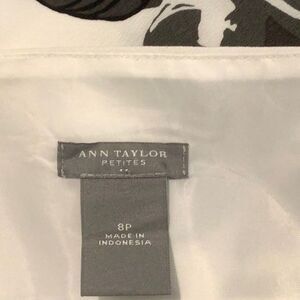 ANN TAYLOR
PETITES
8P
MADE IN
INDONESIA